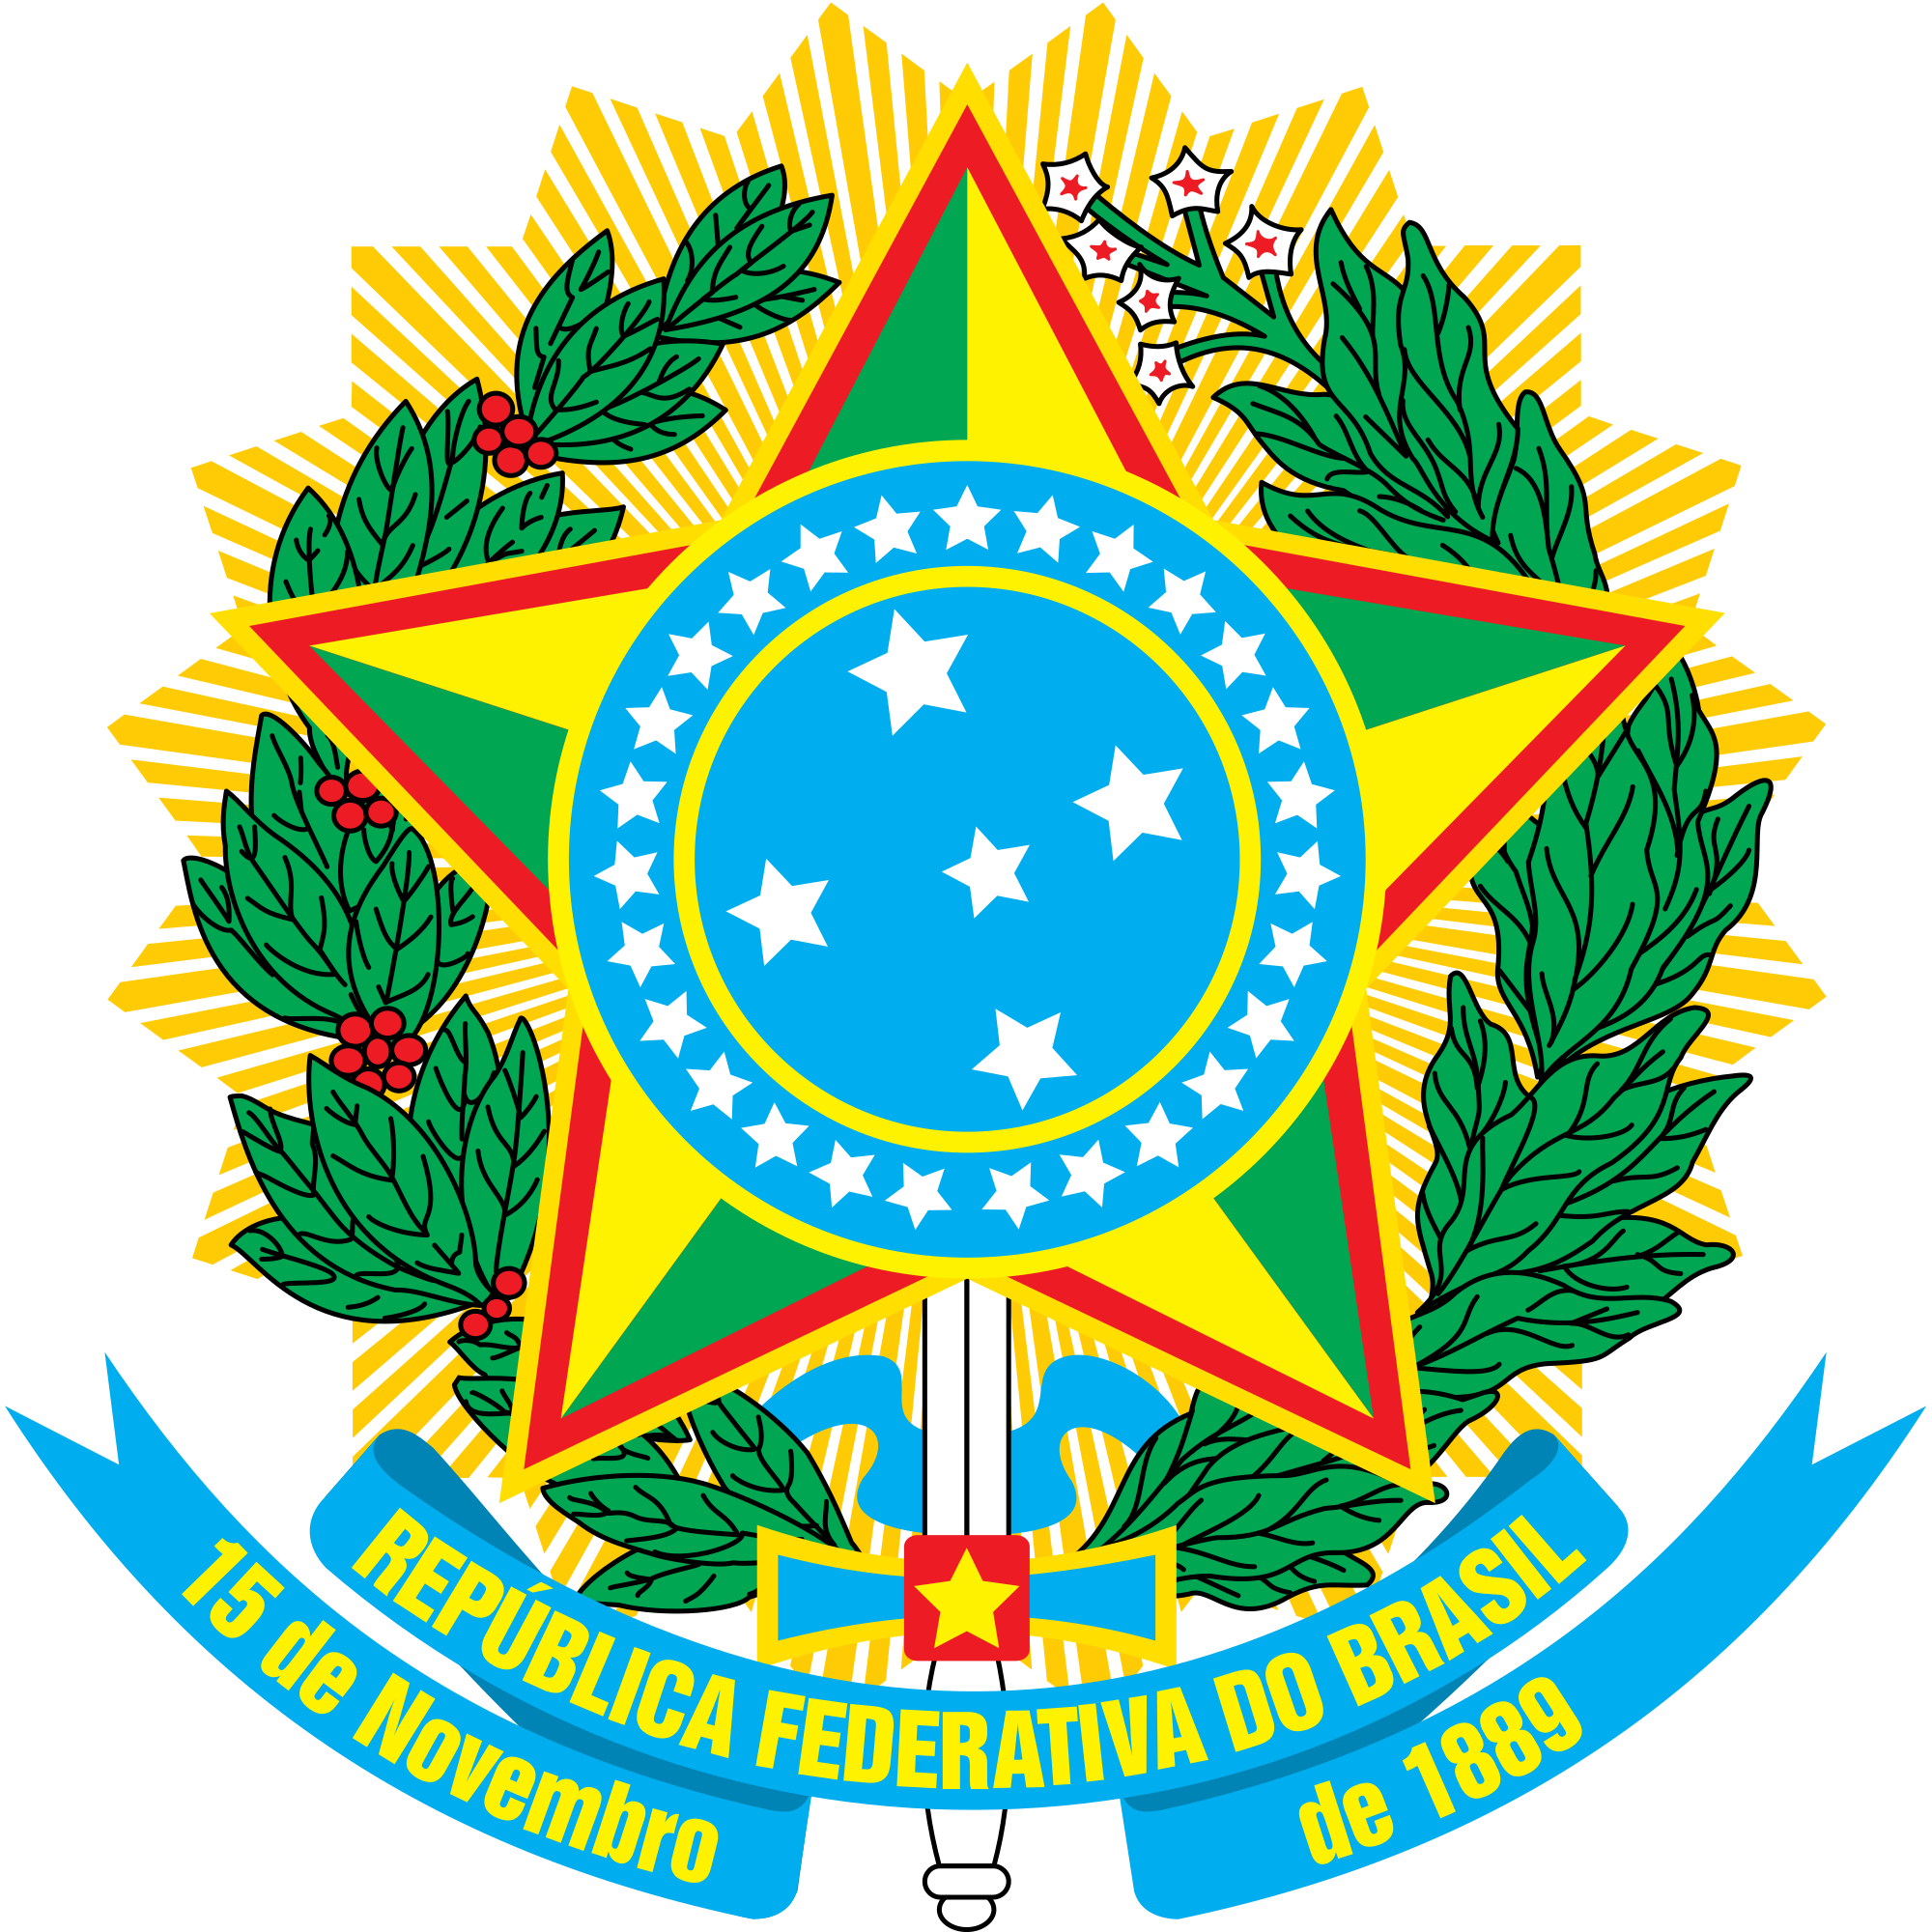 REPÚBLICA FEDERATIVA DO BRASIL
15 de Novembro de 1889